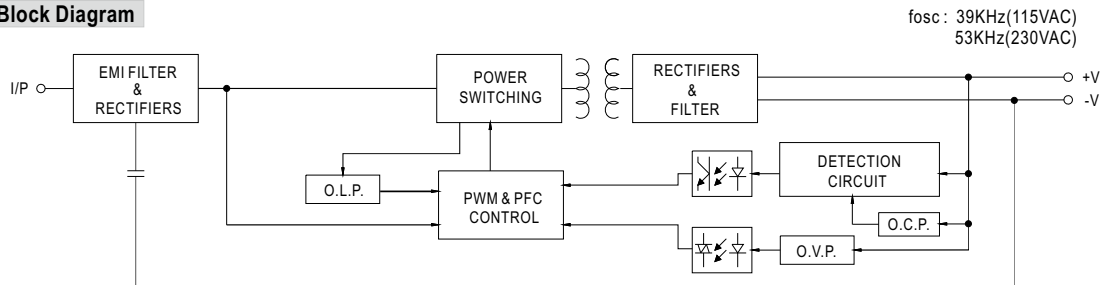 Block Diagram
fosc : 39KHz(115VAC)
53KHz(230VAC)
I/P
EMI FILTER
&
RECTIFIERS
POWER
SWITCHING
RECTIFIERS
&
FILTER
+V
-V
O.L.P.
PWM & PFC
CONTROL
DETECTION
CIRCUIT
O.C.P.
O.V.P.